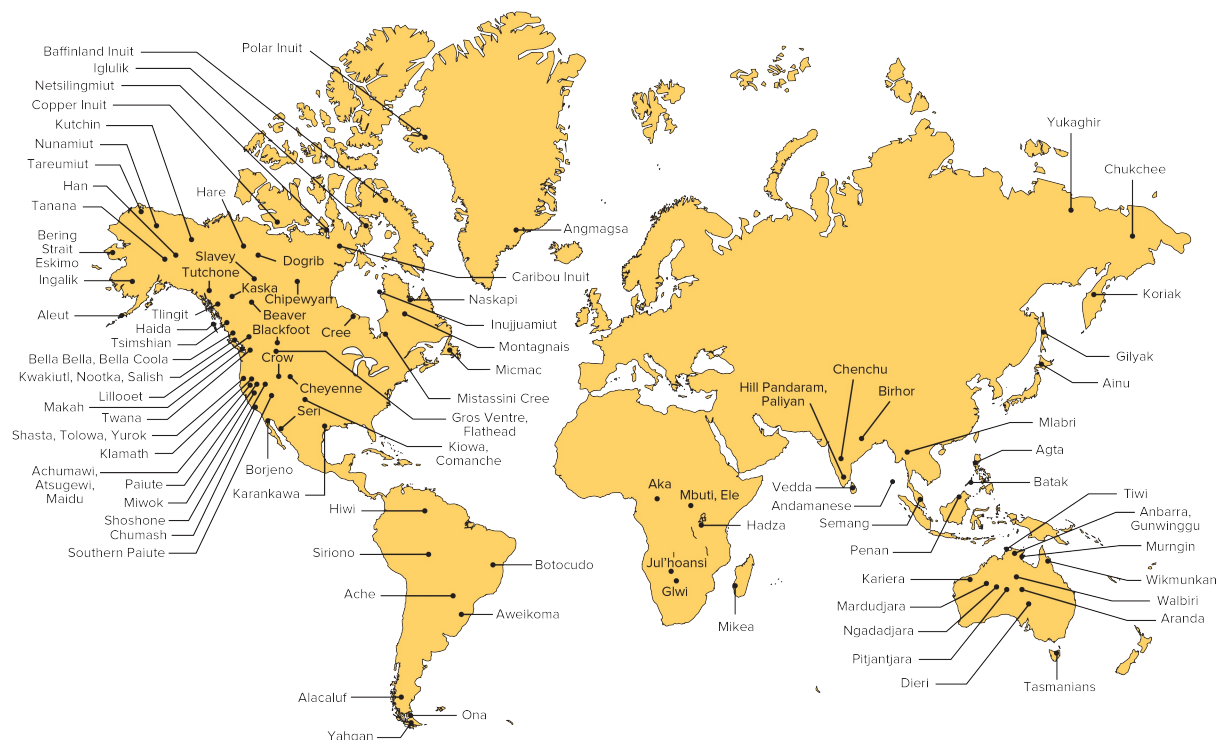 Baffinland Inuit
Iglulik
Netsilingmiut
Copper Inuit
Kutchin
Nunamiut
Tareumiut
Han
Tanana
Bering
Strait
Eskimo
Ingalik
Aleut
Polar Inuit
Hare
Slavey
Tutchone
Dogrib
Kaska
Chipewyan
Beaver
Blackfoot
Cree
Crow
Cheyenne
Seri
Tlingit
Haida
Tsimshian
Bella Bella, Bella Coola
Kwakiutl, Nootka, Salish
Lillooet
Makah
Twana
Shasta, Tolowa, Yurok
Klamath
Achumawi,
Atsugewi,
Maidu
Paiute
Miwok
Shoshone
Chumash
Southern Paiute
Borjeno
Karankawa
Angmagsa
Caribou Inuit
Naskapi
Inujjuamiut
Montagnais
Micmac
Mistassini Cree
Gros Ventre,
Flathead
Kiowa,
Comanche
Hiwi
Siriono
Ache
Botocudo
Aweikoma
Alacaluf
Ona
Yahgan
Aka
Mbuti, Efe
Hadza
Jul'hoansi
Glwi
Mikea
Yukaghir
Chukchee
Koriak
Gilyak
Ainu
Chenchu
Hill Pandaram,
Paliyan
Birhor
Mlabri
Agta
Vedda
Andamanese
Semang
Batak
Penan
Tiwi
Anbarra,
Gunwinggu
Murngin
Wikmunkan
Walbiri
Aranda
Kariera
Mardudjara
Ngadadjara
Pitjantjara
Dieri
Tasmanians